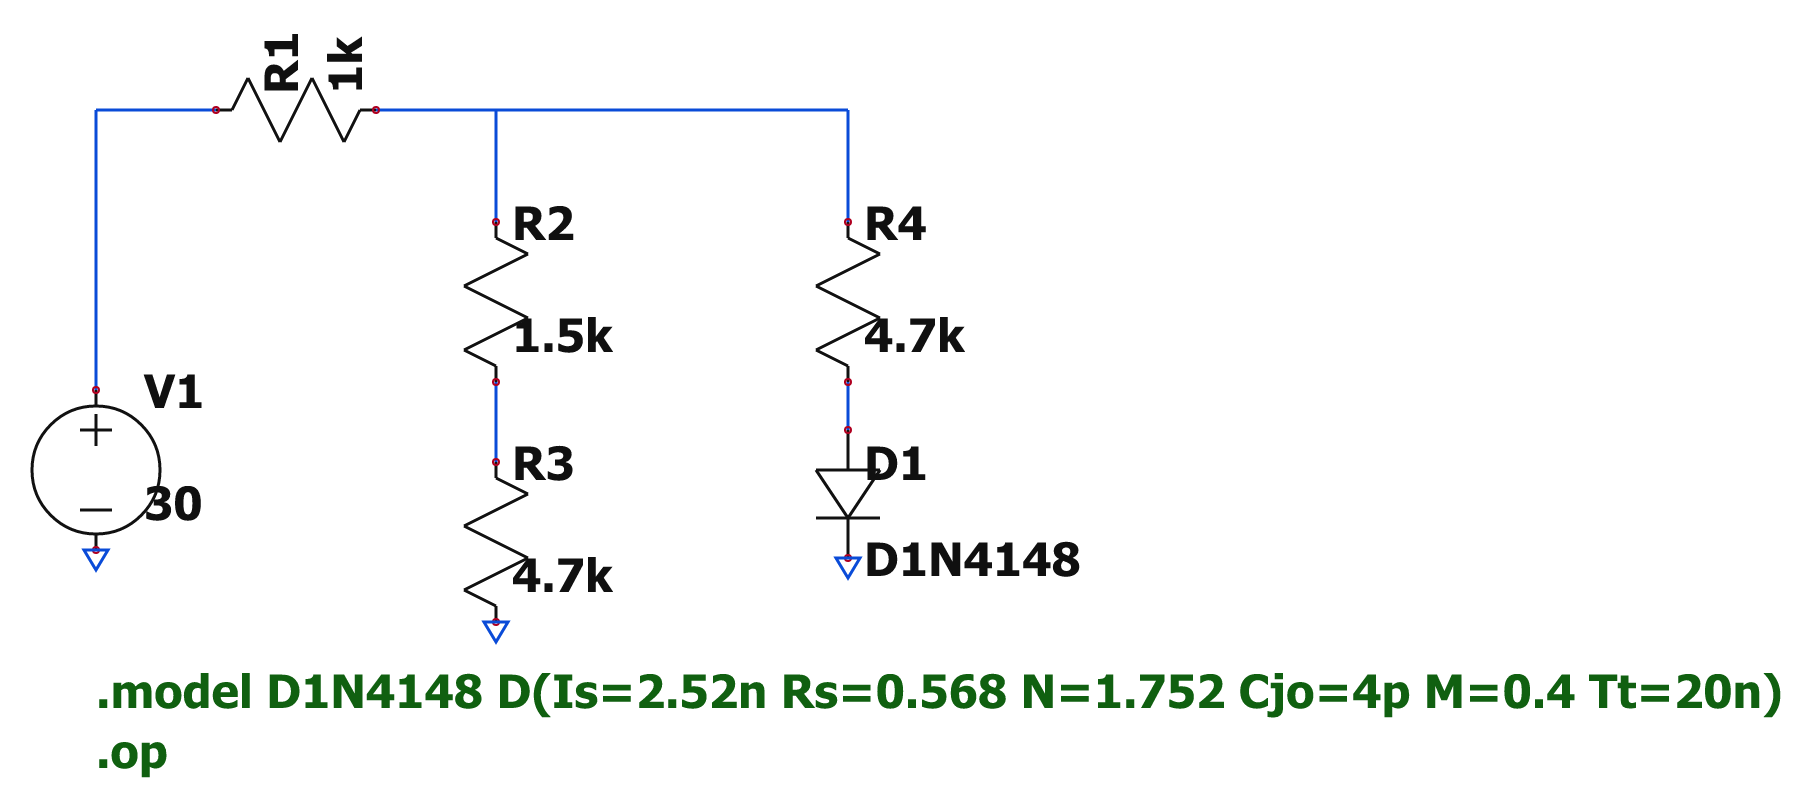 R1
1k
R2
1.5k
R4
4.7k
V1
30
R3
4.7k
D1
D1N4148
.model D1N4148 D(Is=2.52n Rs=0.568 N=1.752 Cjo=4p M=0.4 Tt=20n)
.op